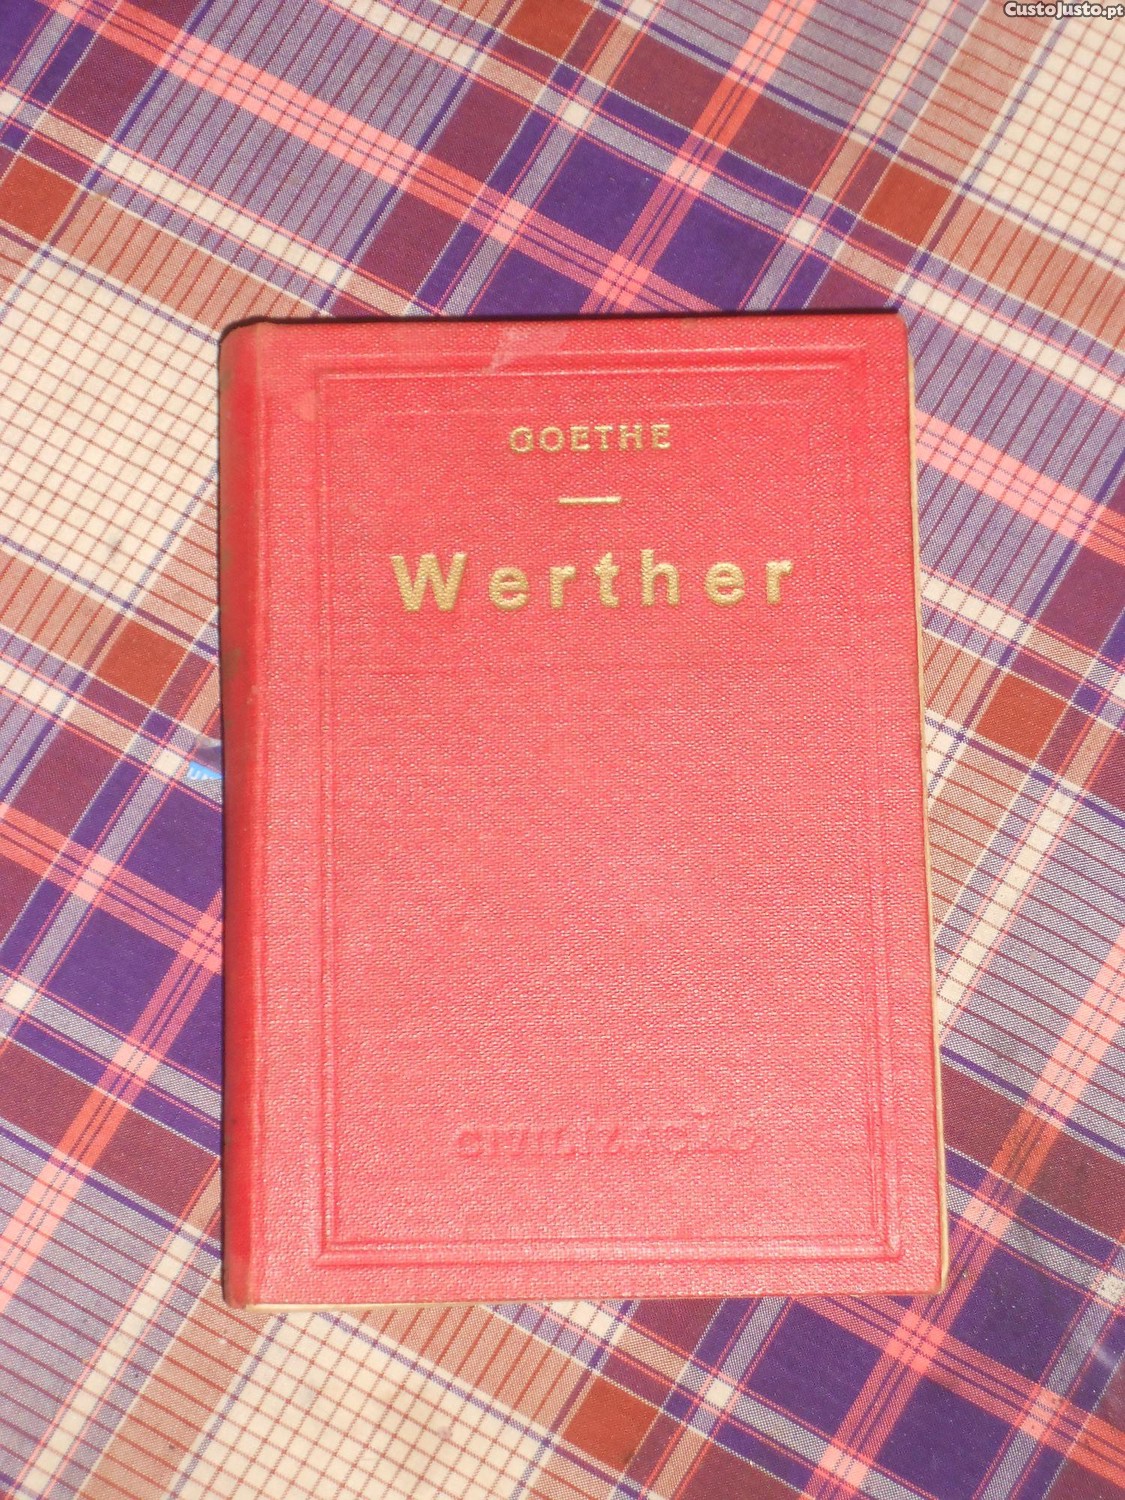 CustoJusto.pt
GOETHE
Werther
CIVILIZAÇÃO